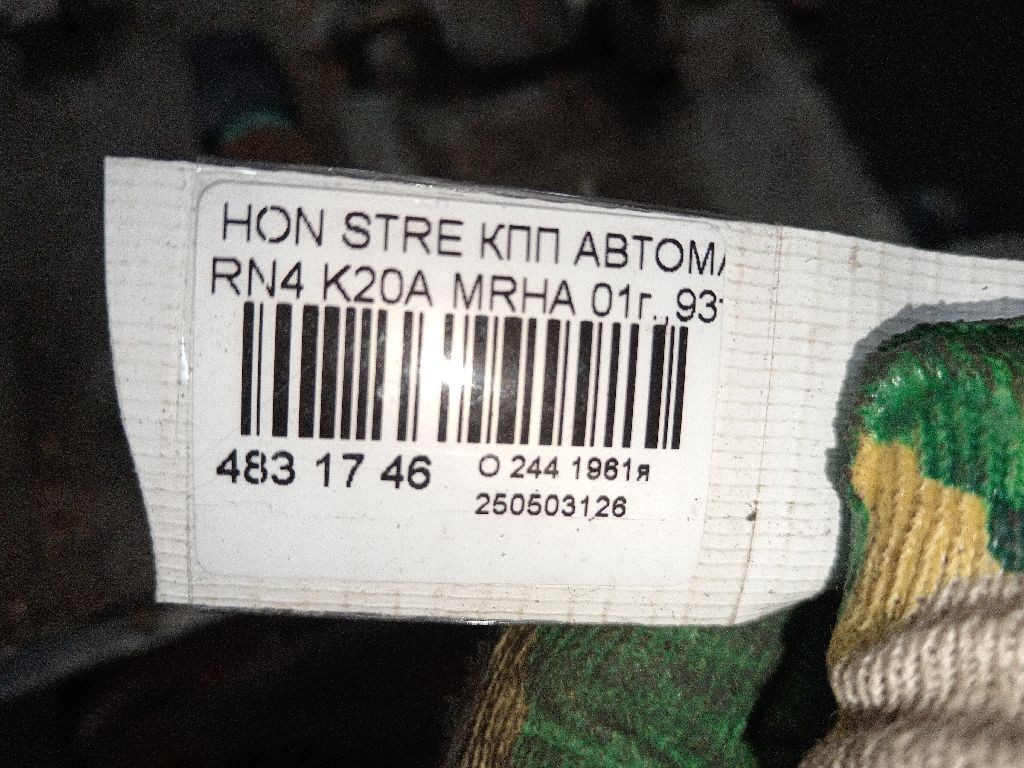 HON STRE КПП АВТОМА
RN4 K20A MRHA 01г.,93
483 17 46
О 244 1961я
250503126